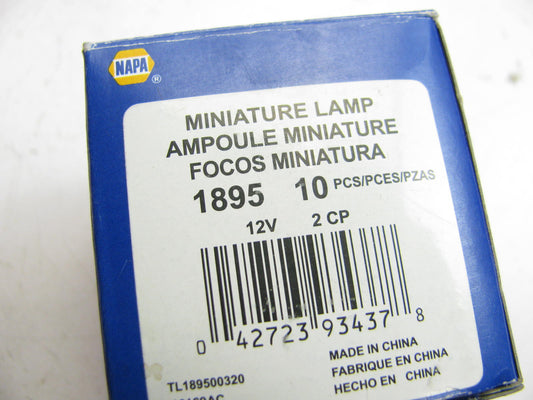 NAPA
®
MINIATURE LAMP
AMPOULE MINIATURE
FOCOS MINIATURA
1895 10 PCS/PCES/PZAS
12V 2 CP
0 42723 93437 8
TL189500320
MADE IN CHINA
FABRIQUE EN CHINA
HECHO EN CHINA